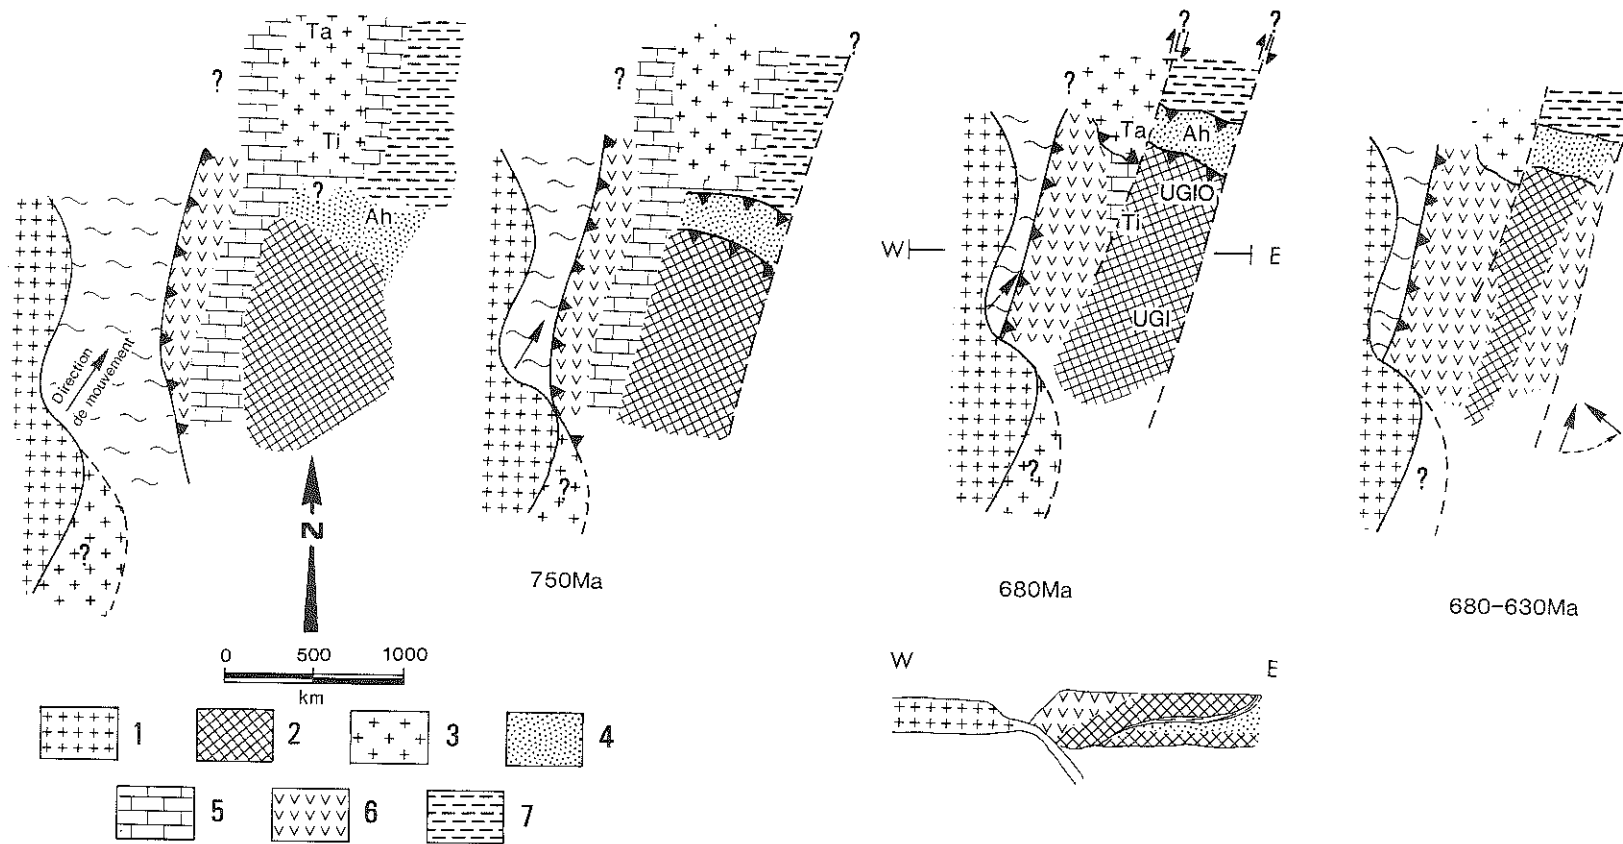 Ta
Ti
?
?
Ah
Direction
de mouvement
?
N
0 500 1000
km
?
?
?
750Ma
?
?
?
Ta
Ah
UGIO
Ti
UGI
W
E
?
680Ma
?
680-630Ma
W
E
1
2
3
4
5
6
7